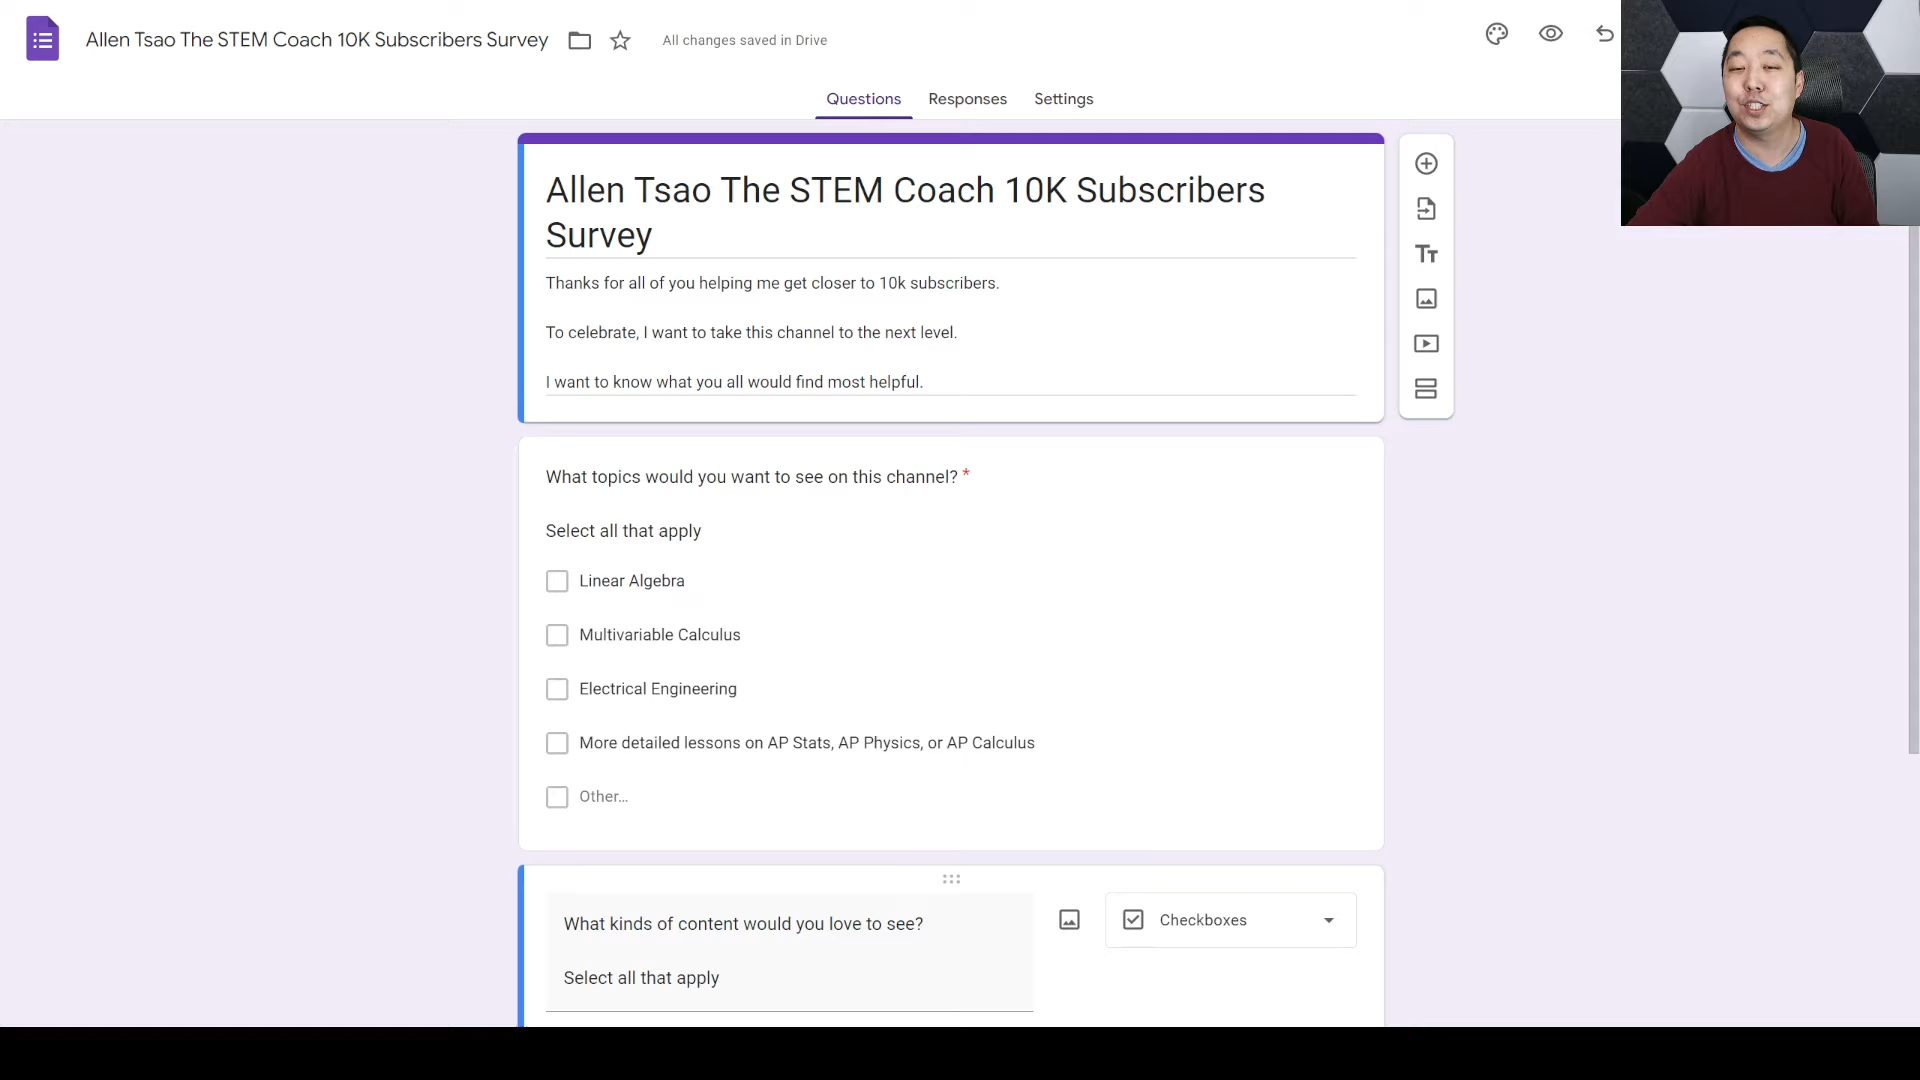 Allen Tsao The STEM Coach 10K Subscribers Survey
All changes saved in Drive
Questions
Responses
Settings
Allen Tsao The STEM Coach 10K Subscribers
Survey
Thanks for all of you helping me get closer to 10k subscribers.
To celebrate, I want to take this channel to the next level.
I want to know what you all would find most helpful.
What topics would you want to see on this channel? *
Select all that apply
Linear Algebra
Multivariable Calculus
Electrical Engineering
More detailed lessons on AP Stats, AP Physics, or AP Calculus
Other...
What kinds of content would you love to see?
Checkboxes
Select all that apply